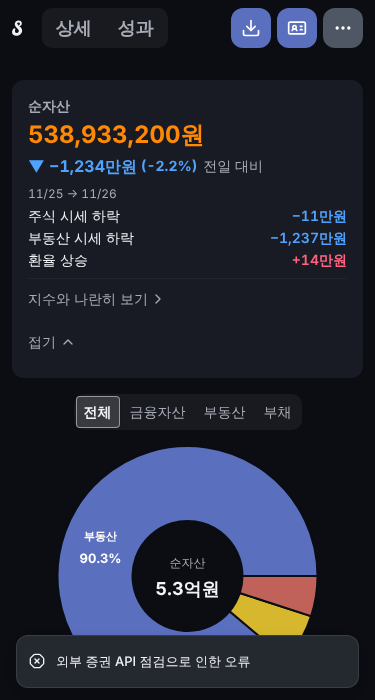 상세 성과
순자산
538,933,200원
▼ −1,234만원 (-2.2%) 전일 대비
11/25 → 11/26
주식 시세 하락 −11만원
부동산 시세 하락 −1,237만원
환율 상승 +14만원
지수와 나란히 보기 >
접기
전체 금융자산 부동산 부채
부동산
90.3%
순자산
5.3억원
외부 증권 API 점검으로 인한 오류